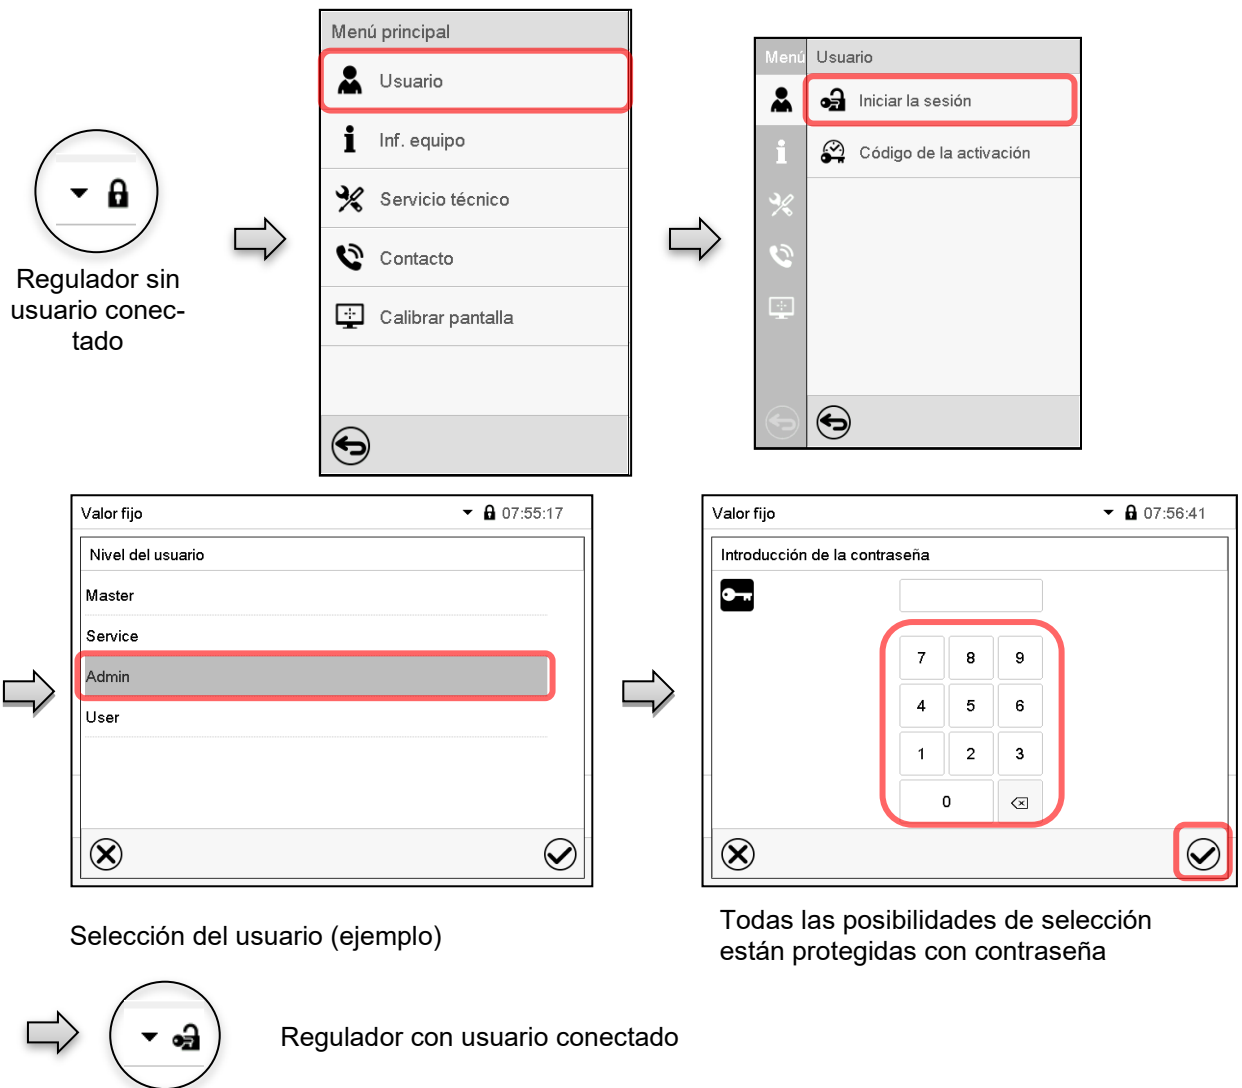 Regulador sin
usuario conec-
tado
Menú principal
Usuario
Inf. equipo
Servicio técnico
Contacto
Calibrar pantalla
Menú
Usuario
Iniciar la sesión
Código de la activación
Valor fijo
07:55:17
Nivel del usuario
Master
Service
Admin
User
Selección del usuario (ejemplo)
Valor fijo
07:56:41
Introducción de la contraseña
7 8 9
4 5 6
1 2 3
0
Todas las posibilidades de selección
están protegidas con contraseña
Regulador con usuario conectado